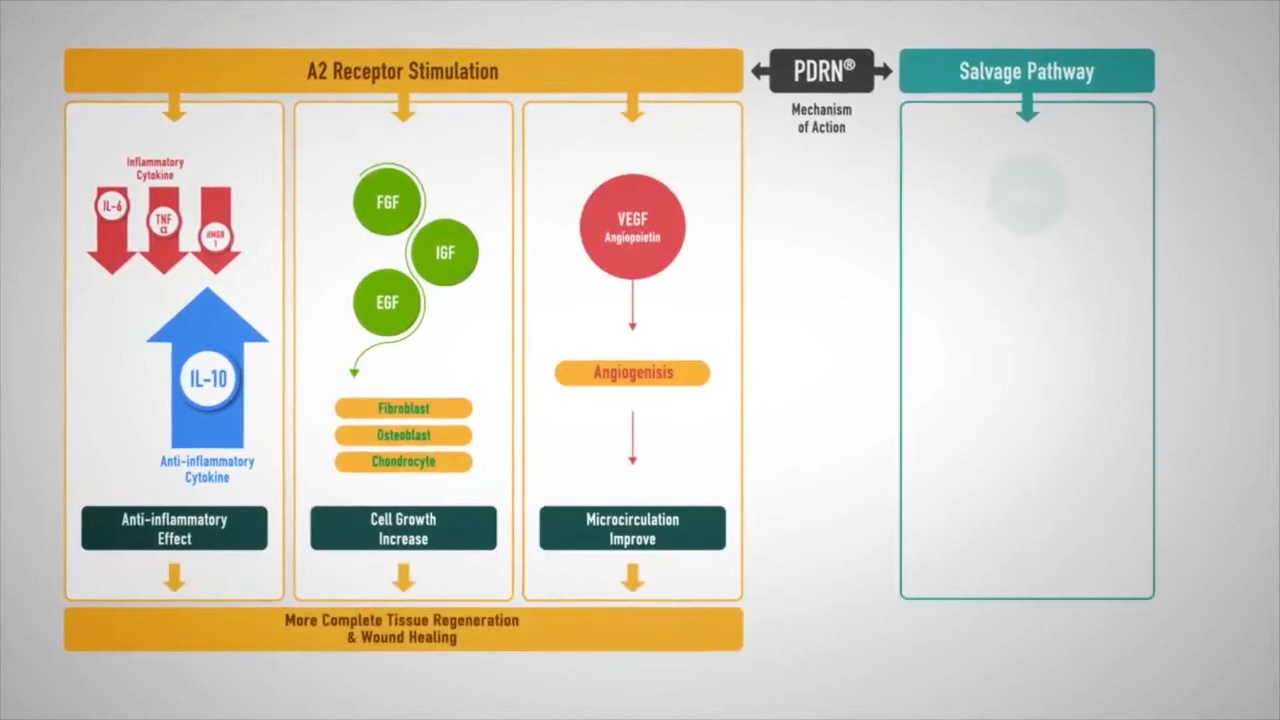 A2 Receptor Stimulation
PDRN®
Mechanism
of Action
Salvage Pathway
Inflammatory
Cytokine
IL-6
TNF
α
HMGB
1
IL-10
Anti-inflammatory
Cytokine
Anti-inflammatory
Effect
FGF
IGF
EGF
Fibroblast
Osteoblast
Chondrocyte
Cell Growth
Increase
VEGF
Angiopoietin
Angiogenisis
Microcirculation
Improve
More Complete Tissue Regeneration
& Wound Healing